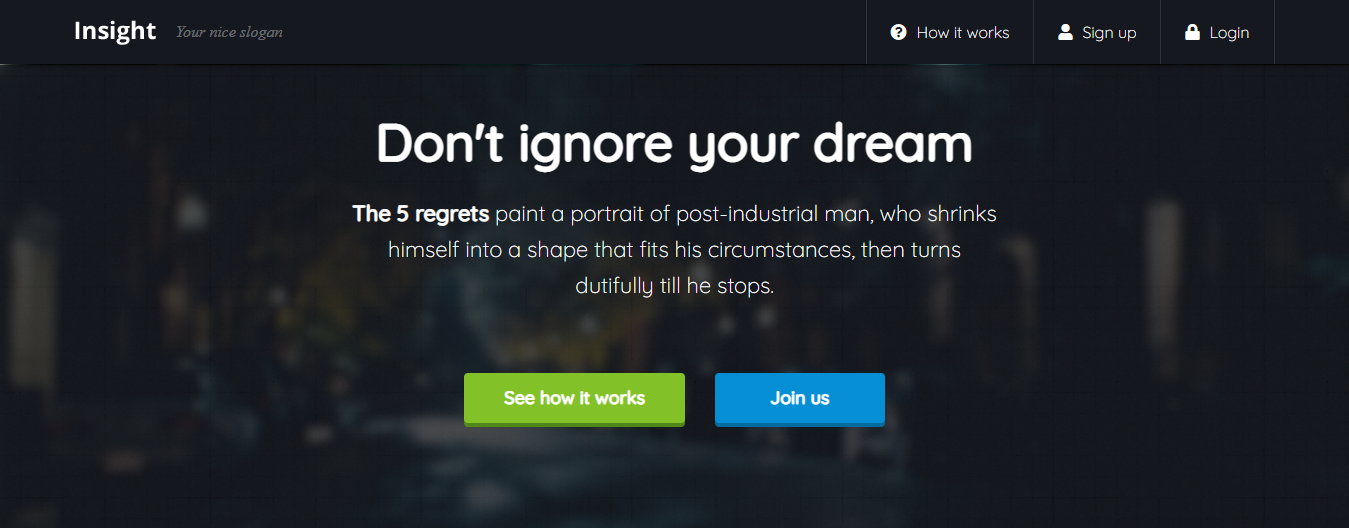 Insight Your nice slogan How it works Sign up Login
Don't ignore your dream
The 5 regrets paint a portrait of post-industrial man, who shrinks
himself into a shape that fits his circumstances, then turns
dutifully till he stops.
See how it works Join us